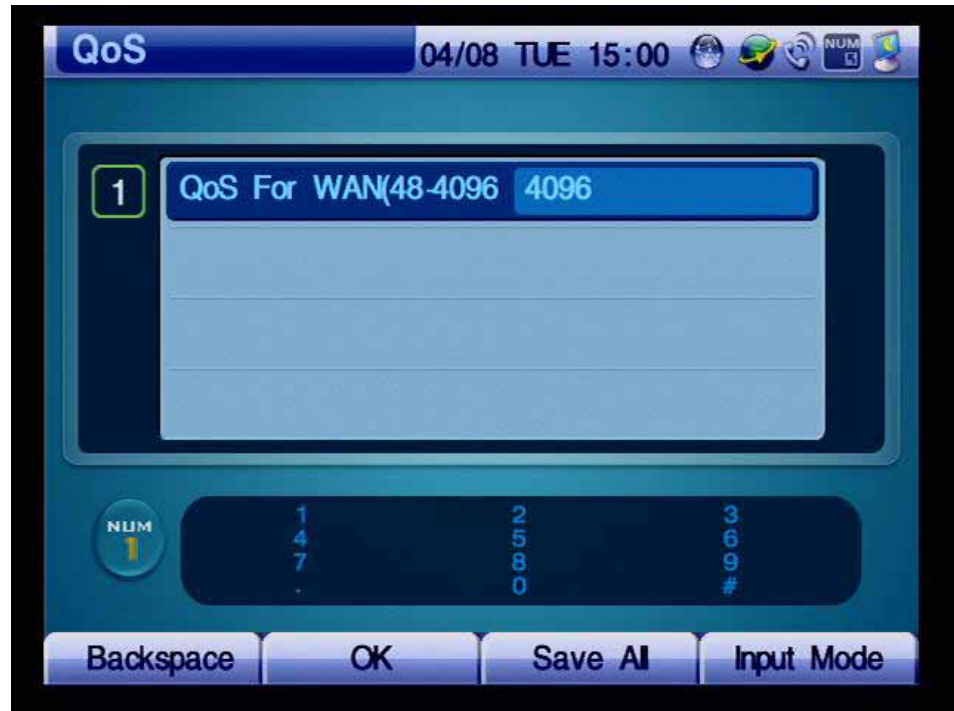 QoS 04/08 TUE 15:00 NUM
1 QoS For WAN(48-4096 4096
NUM 1 2 3
1 4 5 6
7 8 9
. 0 #
Backspace OK Save All Input Mode